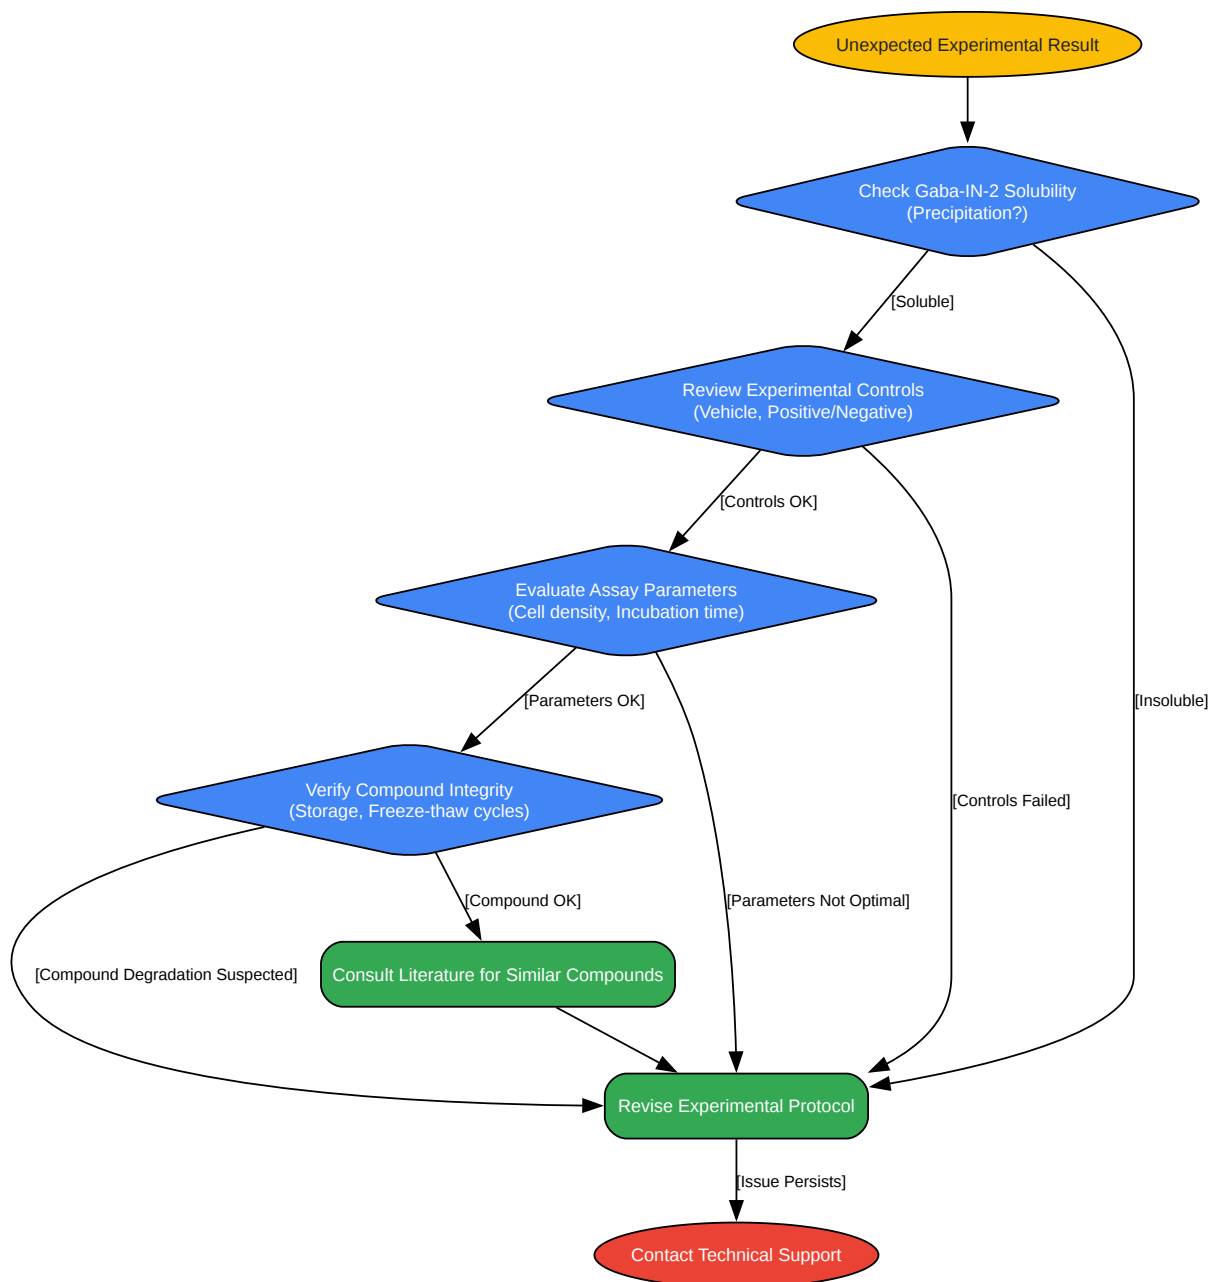 Unexpected Experimental Result
Check Gaba-IN-2 Solubility
(Precipitation?)
[Soluble]
Review Experimental Controls
(Vehicle, Positive/Negative)
[Controls OK]
Evaluate Assay Parameters
(Cell density, Incubation time)
[Parameters OK]
[Insoluble]
Verify Compound Integrity
(Storage, Freeze-thaw cycles)
[Controls Failed]
[Compound OK]
[Parameters Not Optimal]
[Compound Degradation Suspected]
Consult Literature for Similar Compounds
Revise Experimental Protocol
[Issue Persists]
Contact Technical Support